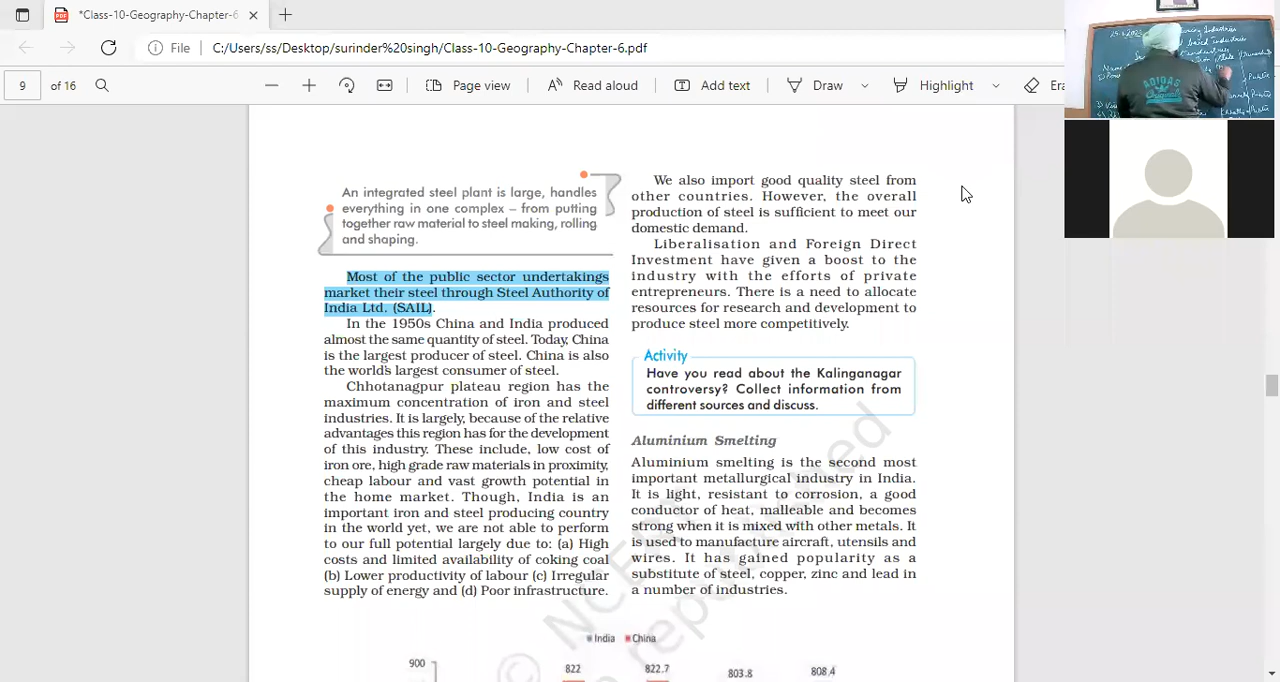 *Class-10-Geography-Chapter-6
File
C:/Users/ss/Desktop/surinder%20singh/Class-10-Geography-Chapter-6.pdf
9
of 16
Page view
Read aloud
Add text
Draw
Highlight
Era
An integrated steel plant is large, handles
everything in one complex – from putting
together raw material to steel making, rolling
and shaping.
Most of the public sector undertakings
market their steel through Steel Authority of
India Ltd. (SAIL).
In the 1950s China and India produced
almost the same quantity of steel. Today, China
is the largest producer of steel. China is also
the world's largest consumer of steel.
Chhotanagpur plateau region has the
maximum concentration of iron and steel
industries. It is largely, because of the relative
advantages this region has for the development
of this industry. These include, low cost of
iron ore, high grade raw materials in proximity,
cheap labour and vast growth potential in
the home market. Though, India is an
important iron and steel producing country
in the world yet, we are not able to perform
to our full potential largely due to: (a) High
costs and limited availability of coking coal
(b) Lower productivity of labour (c) Irregular
supply of energy and (d) Poor infrastructure.
We also import good quality steel from
other countries. However, the overall
production of steel is sufficient to meet our
domestic demand.
Liberalisation and Foreign Direct
Investment have given a boost to the
industry with the efforts of private
entrepreneurs. There is a need to allocate
resources for research and development to
produce steel more competitively.
Activity
Have you read about the Kalinganagar
controversy? Collect information from
different sources and discuss.
Aluminium Smelting
Aluminium smelting is the second most
important metallurgical industry in India.
It is light, resistant to corrosion, a good
conductor of heat, malleable and becomes
strong when it is mixed with other metals. It
is used to manufacture aircraft, utensils and
wires. It has gained popularity as a
substitute of steel, copper, zinc and lead in
a number of industries.
© NCERT
republished
India China
900
822
822.7
803.8
808.4
ADIDAS
Originals